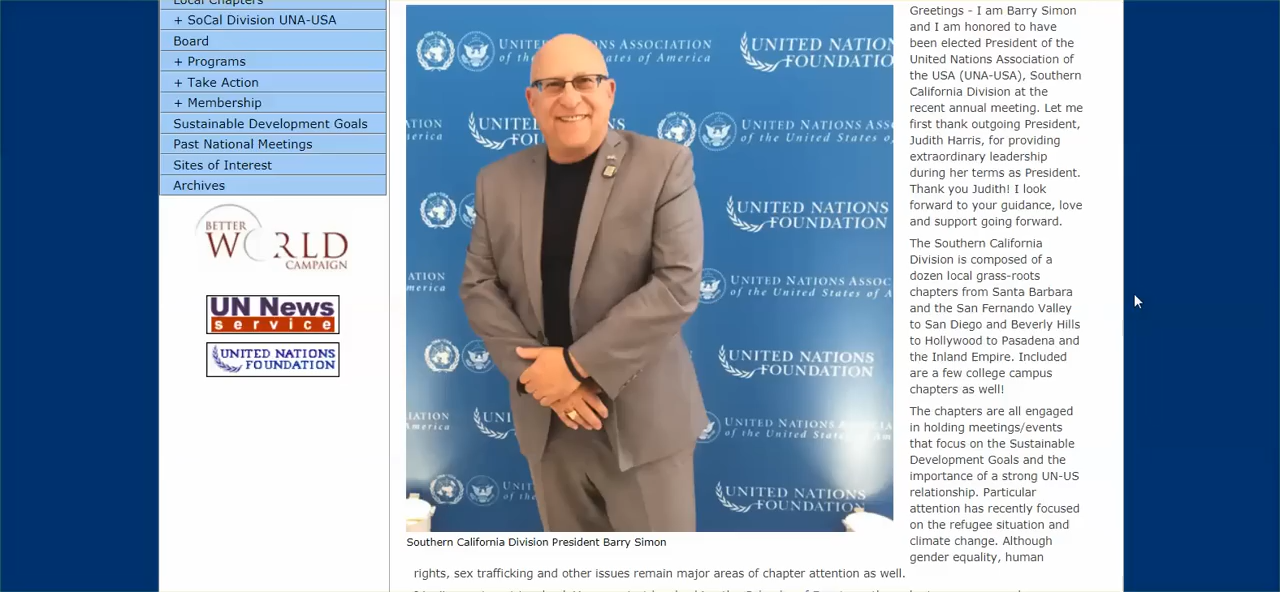 Local Chapters
+ SoCal Division UNA-USA
Board
+ Programs
+ Take Action
+ Membership
Sustainable Development Goals
Past National Meetings
Sites of Interest
Archives
BETTER
WORLD
CAMPAIGN
UN News
service
UNITED NATIONS
FOUNDATION
UNITED NATIONS ASSOCIATION
of the United States of America
UNITED NATIONS
FOUNDATIO
Southern California Division President Barry Simon
Greetings - I am Barry Simon
and I am honored to have
been elected President of the
United Nations Association of
the USA (UNA-USA), Southern
California Division at the
recent annual meeting. Let me
first thank outgoing President,
Judith Harris, for providing
extraordinary leadership
during her terms as President.
Thank you Judith! I look
forward to your guidance, love
and support going forward.
The Southern California
Division is composed of a
dozen local grass-roots
chapters from Santa Barbara
and the San Fernando Valley
to San Diego and Beverly Hills
to Hollywood to Pasadena and
the Inland Empire. Included
are a few college campus
chapters as well!
The chapters are all engaged
in holding meetings/events
that focus on the Sustainable
Development Goals and the
importance of a strong UN-US
relationship. Particular
attention has recently focused
on the refugee situation and
climate change. Although
gender equality, human
rights, sex trafficking and other issues remain major areas of chapter attention as well.